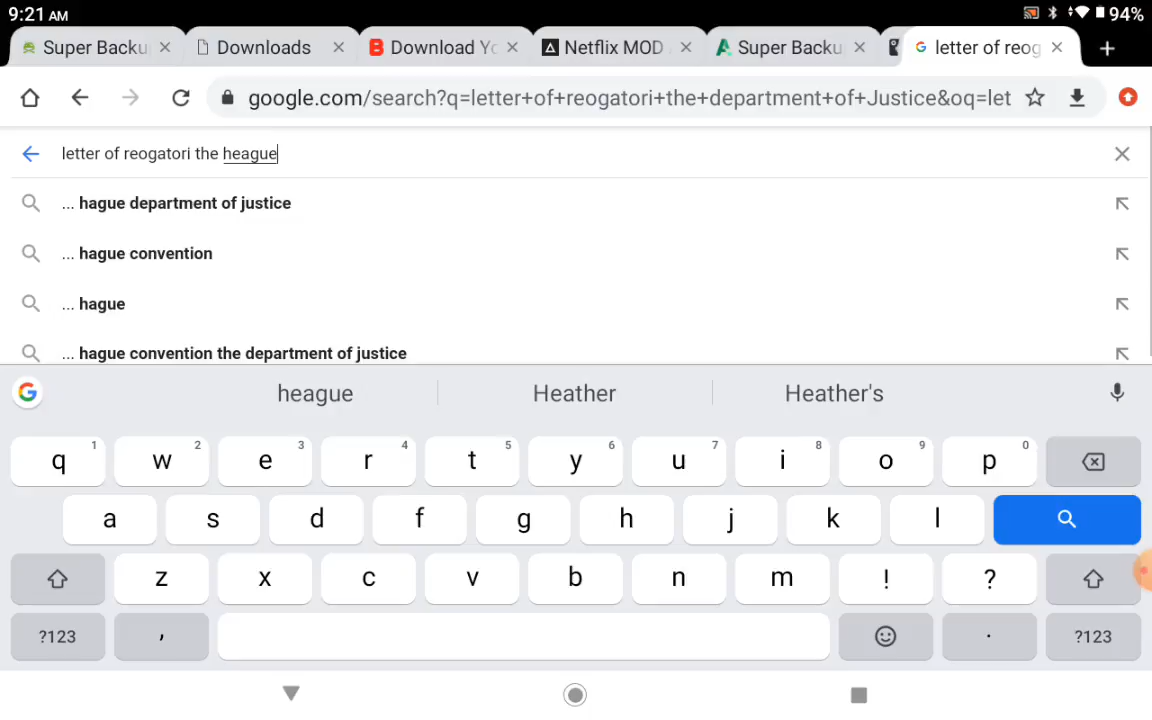 9:21 AM 94%
Super Backu Downloads Download Yo Netflix MOD Super Backu letter of reog
google.com/search?q=letter+of+reogatori+the+department+of+Justice&oq=let
letter of reogatori the heague
... hague department of justice
... hague convention
... hague
... hague convention the department of justice
heague Heather Heather's
q 1 w 2 e 3 r 4 t 5 y 6 u 7 i 8 o 9 p 0
a s d f g h j k l
z x c v b n m ! ?
?123 , . ?123